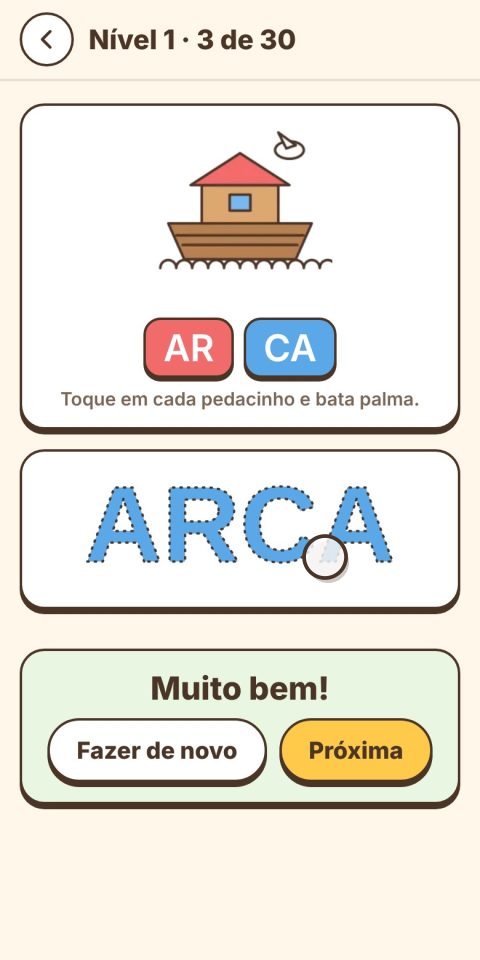 Nível 1 · 3 de 30
AR CA
Toque em cada pedacinho e bata palma.
ARCA
Muito bem!
Fazer de novo Próxima